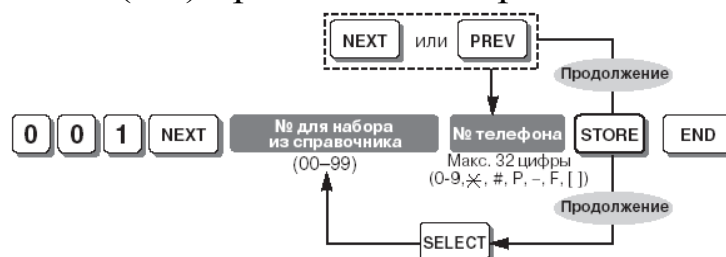 NEXT или PREV
Продолжение
0 0 1 NEXT № для набора из справочника № телефона STORE END
(00–99)
Макс. 32 цифры
(0-9, ✳, #, P, –, F, [ ])
Продолжение
SELECT